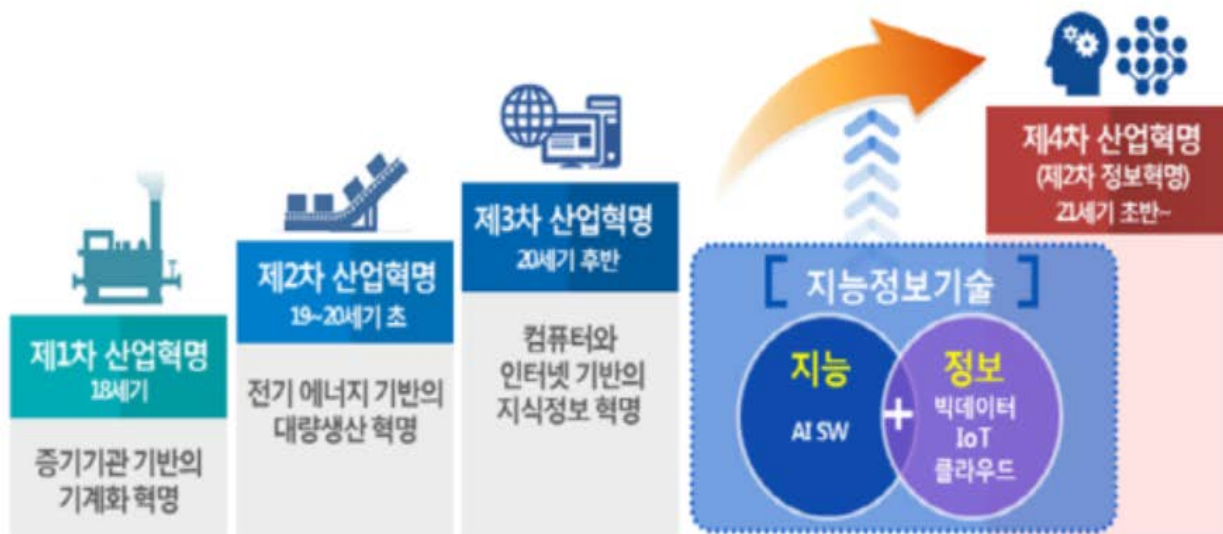 제1차 산업혁명
18세기
증기기관 기반의
기계화 혁명
제2차 산업혁명
19~20세기 초
전기 에너지 기반의
대량생산 혁명
제3차 산업혁명
20세기 후반
컴퓨터와
인터넷 기반의
지식정보 혁명
[ 지능정보기술 ]
지능
AI SW
+
정보
빅데이터
IoT
클라우드
제4차 산업혁명
(제2차 정보혁명)
21세기 초반~